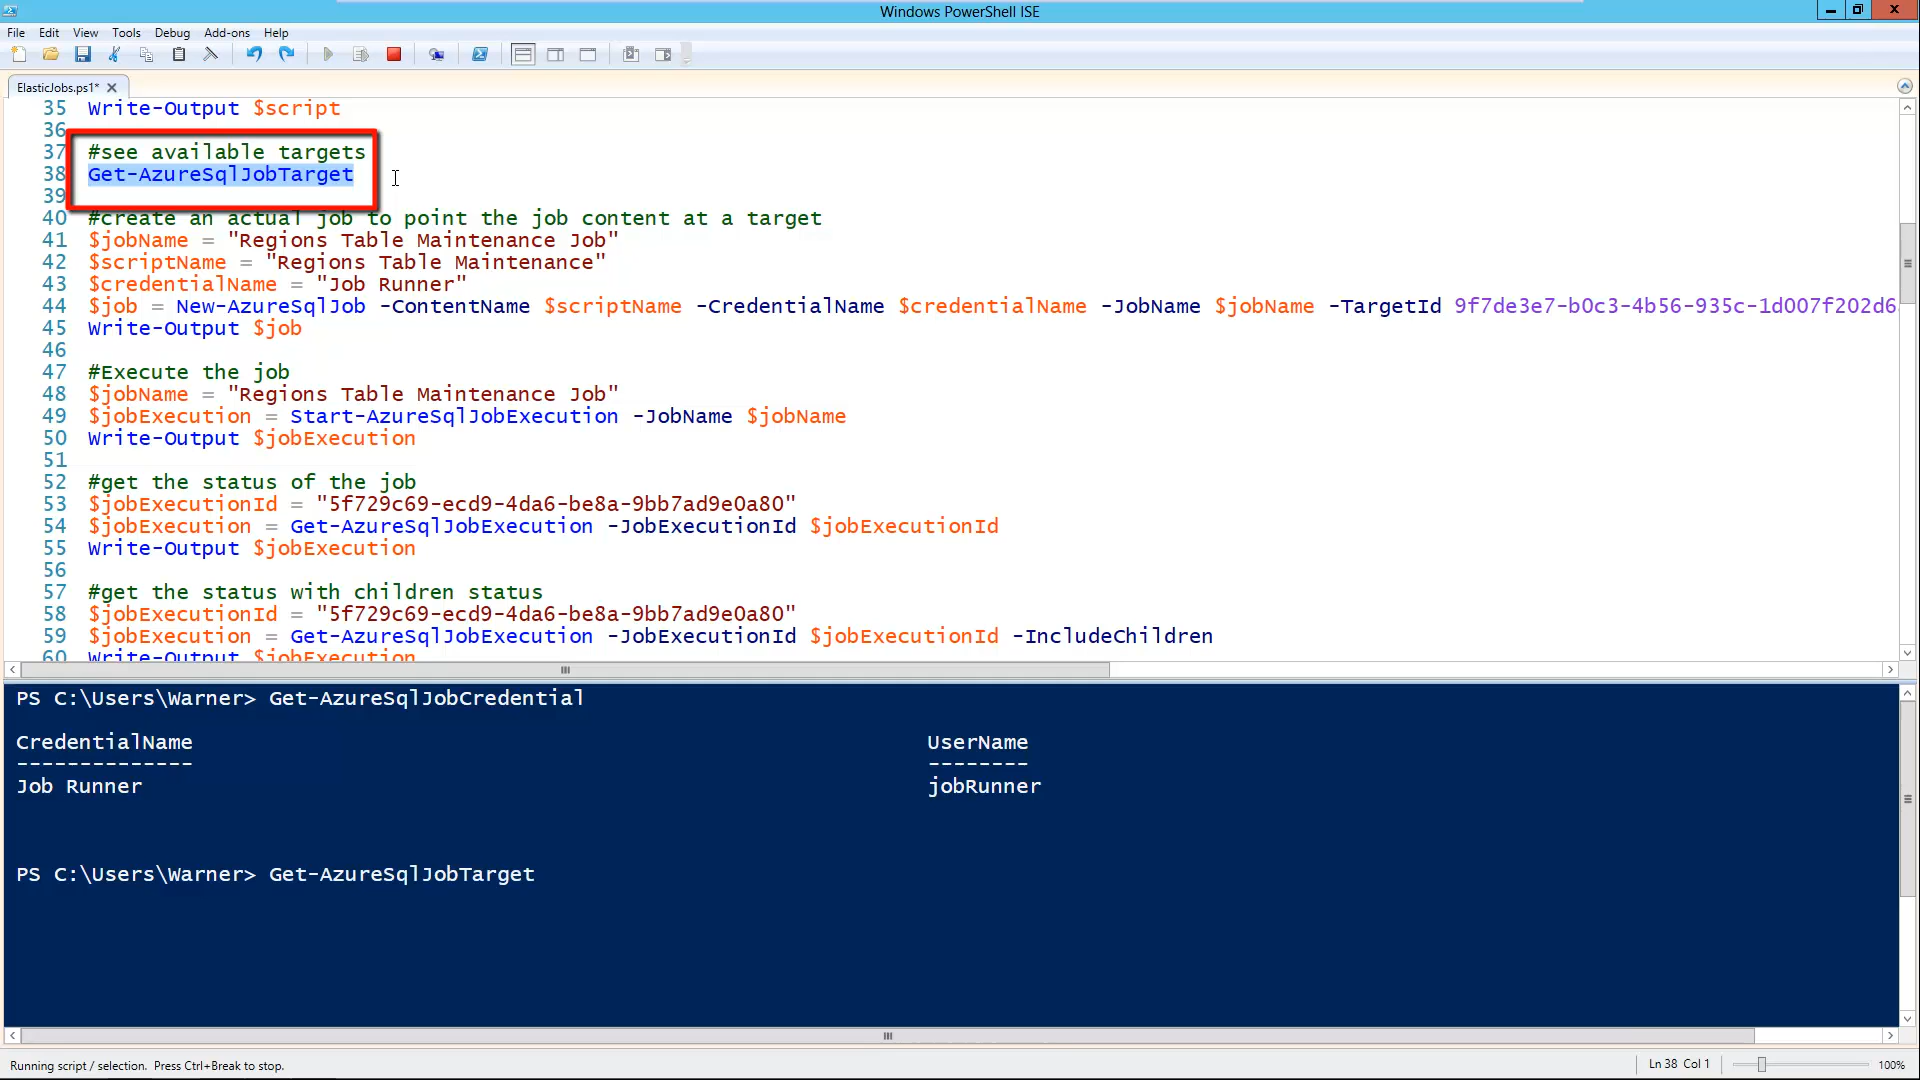 Windows PowerShell ISE
File Edit View Tools Debug Add-ons Help
ElasticJobs.ps1*
35 Write-Output $script
36
37 #see available targets
38 Get-AzureSqlJobTarget
39
40 #create an actual job to point the job content at a target
41 $jobName = "Regions Table Maintenance Job"
42 $scriptName = "Regions Table Maintenance"
43 $credentialName = "Job Runner"
44 $job = New-AzureSqlJob -ContentName $scriptName -CredentialName $credentialName -JobName $jobName -TargetId 9f7de3e7-b0c3-4b56-935c-1d007f202d6
45 Write-Output $job
46
47 #Execute the job
48 $jobName = "Regions Table Maintenance Job"
49 $jobExecution = Start-AzureSqlJobExecution -JobName $jobName
50 Write-Output $jobExecution
51
52 #get the status of the job
53 $jobExecutionId = "5f729c69-ecd9-4da6-be8a-9bb7ad9e0a80"
54 $jobExecution = Get-AzureSqlJobExecution -JobExecutionId $jobExecutionId
55 Write-Output $jobExecution
56
57 #get the status with children status
58 $jobExecutionId = "5f729c69-ecd9-4da6-be8a-9bb7ad9e0a80"
59 $jobExecution = Get-AzureSqlJobExecution -JobExecutionId $jobExecutionId -IncludeChildren
60 Write-Output $jobExecution
PS C:\Users\Warner> Get-AzureSqlJobCredential
CredentialName UserName
-------------- --------
Job Runner jobRunner
PS C:\Users\Warner> Get-AzureSqlJobTarget
Running script / selection. Press Ctrl+Break to stop. Ln 38 Col 1 100%